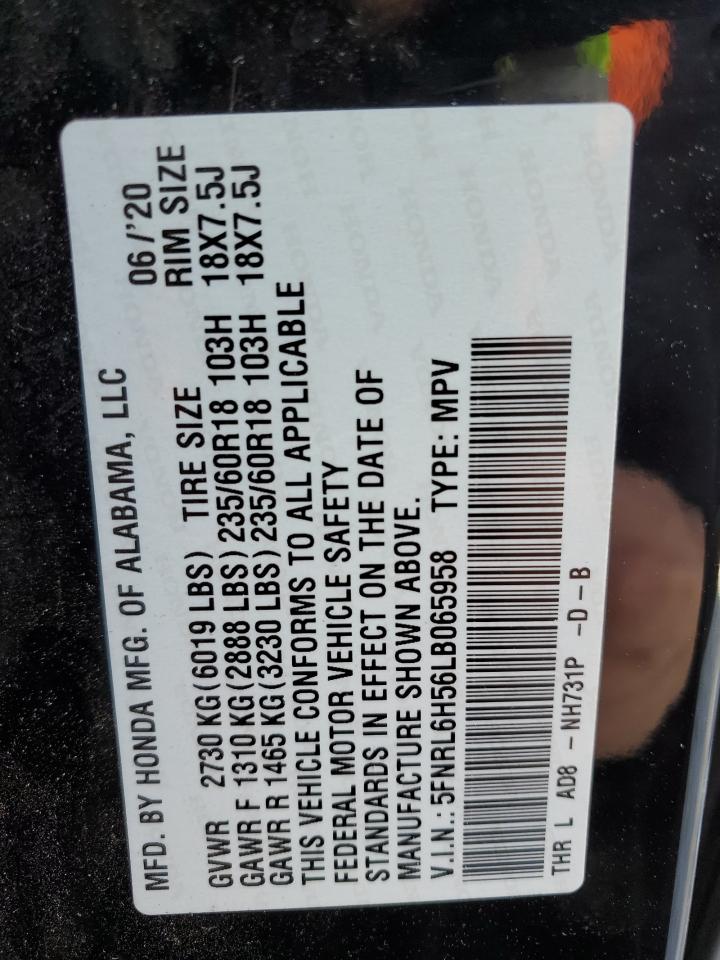 MFD. BY HONDA MFG. OF ALABAMA, LLC 06/'20
GVWR 2730 KG(6019 LBS) TIRE SIZE RIM SIZE
GAWR F 1310 KG(2888 LBS)235/60R18 103H 18X7.5J
GAWR R 1465 KG(3230 LBS)235/60R18 103H 18X7.5J
THIS VEHICLE CONFORMS TO ALL APPLICABLE
FEDERAL MOTOR VEHICLE SAFETY
STANDARDS IN EFFECT ON THE DATE OF
MANUFACTURE SHOWN ABOVE.
V.I.N.:5FNRL6H56LB065958 TYPE: MPV
THR L AD8 - NH731P -D-B